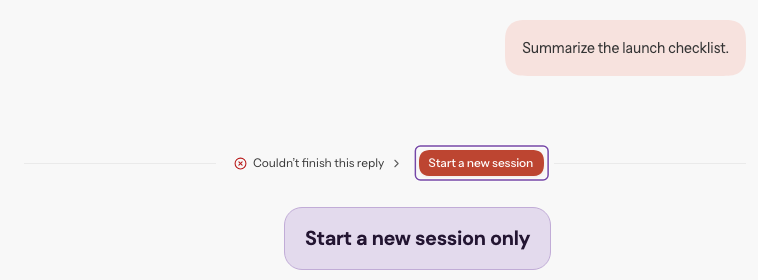 Summarize the launch checklist.
Couldn't finish this reply
Start a new session
Start a new session only